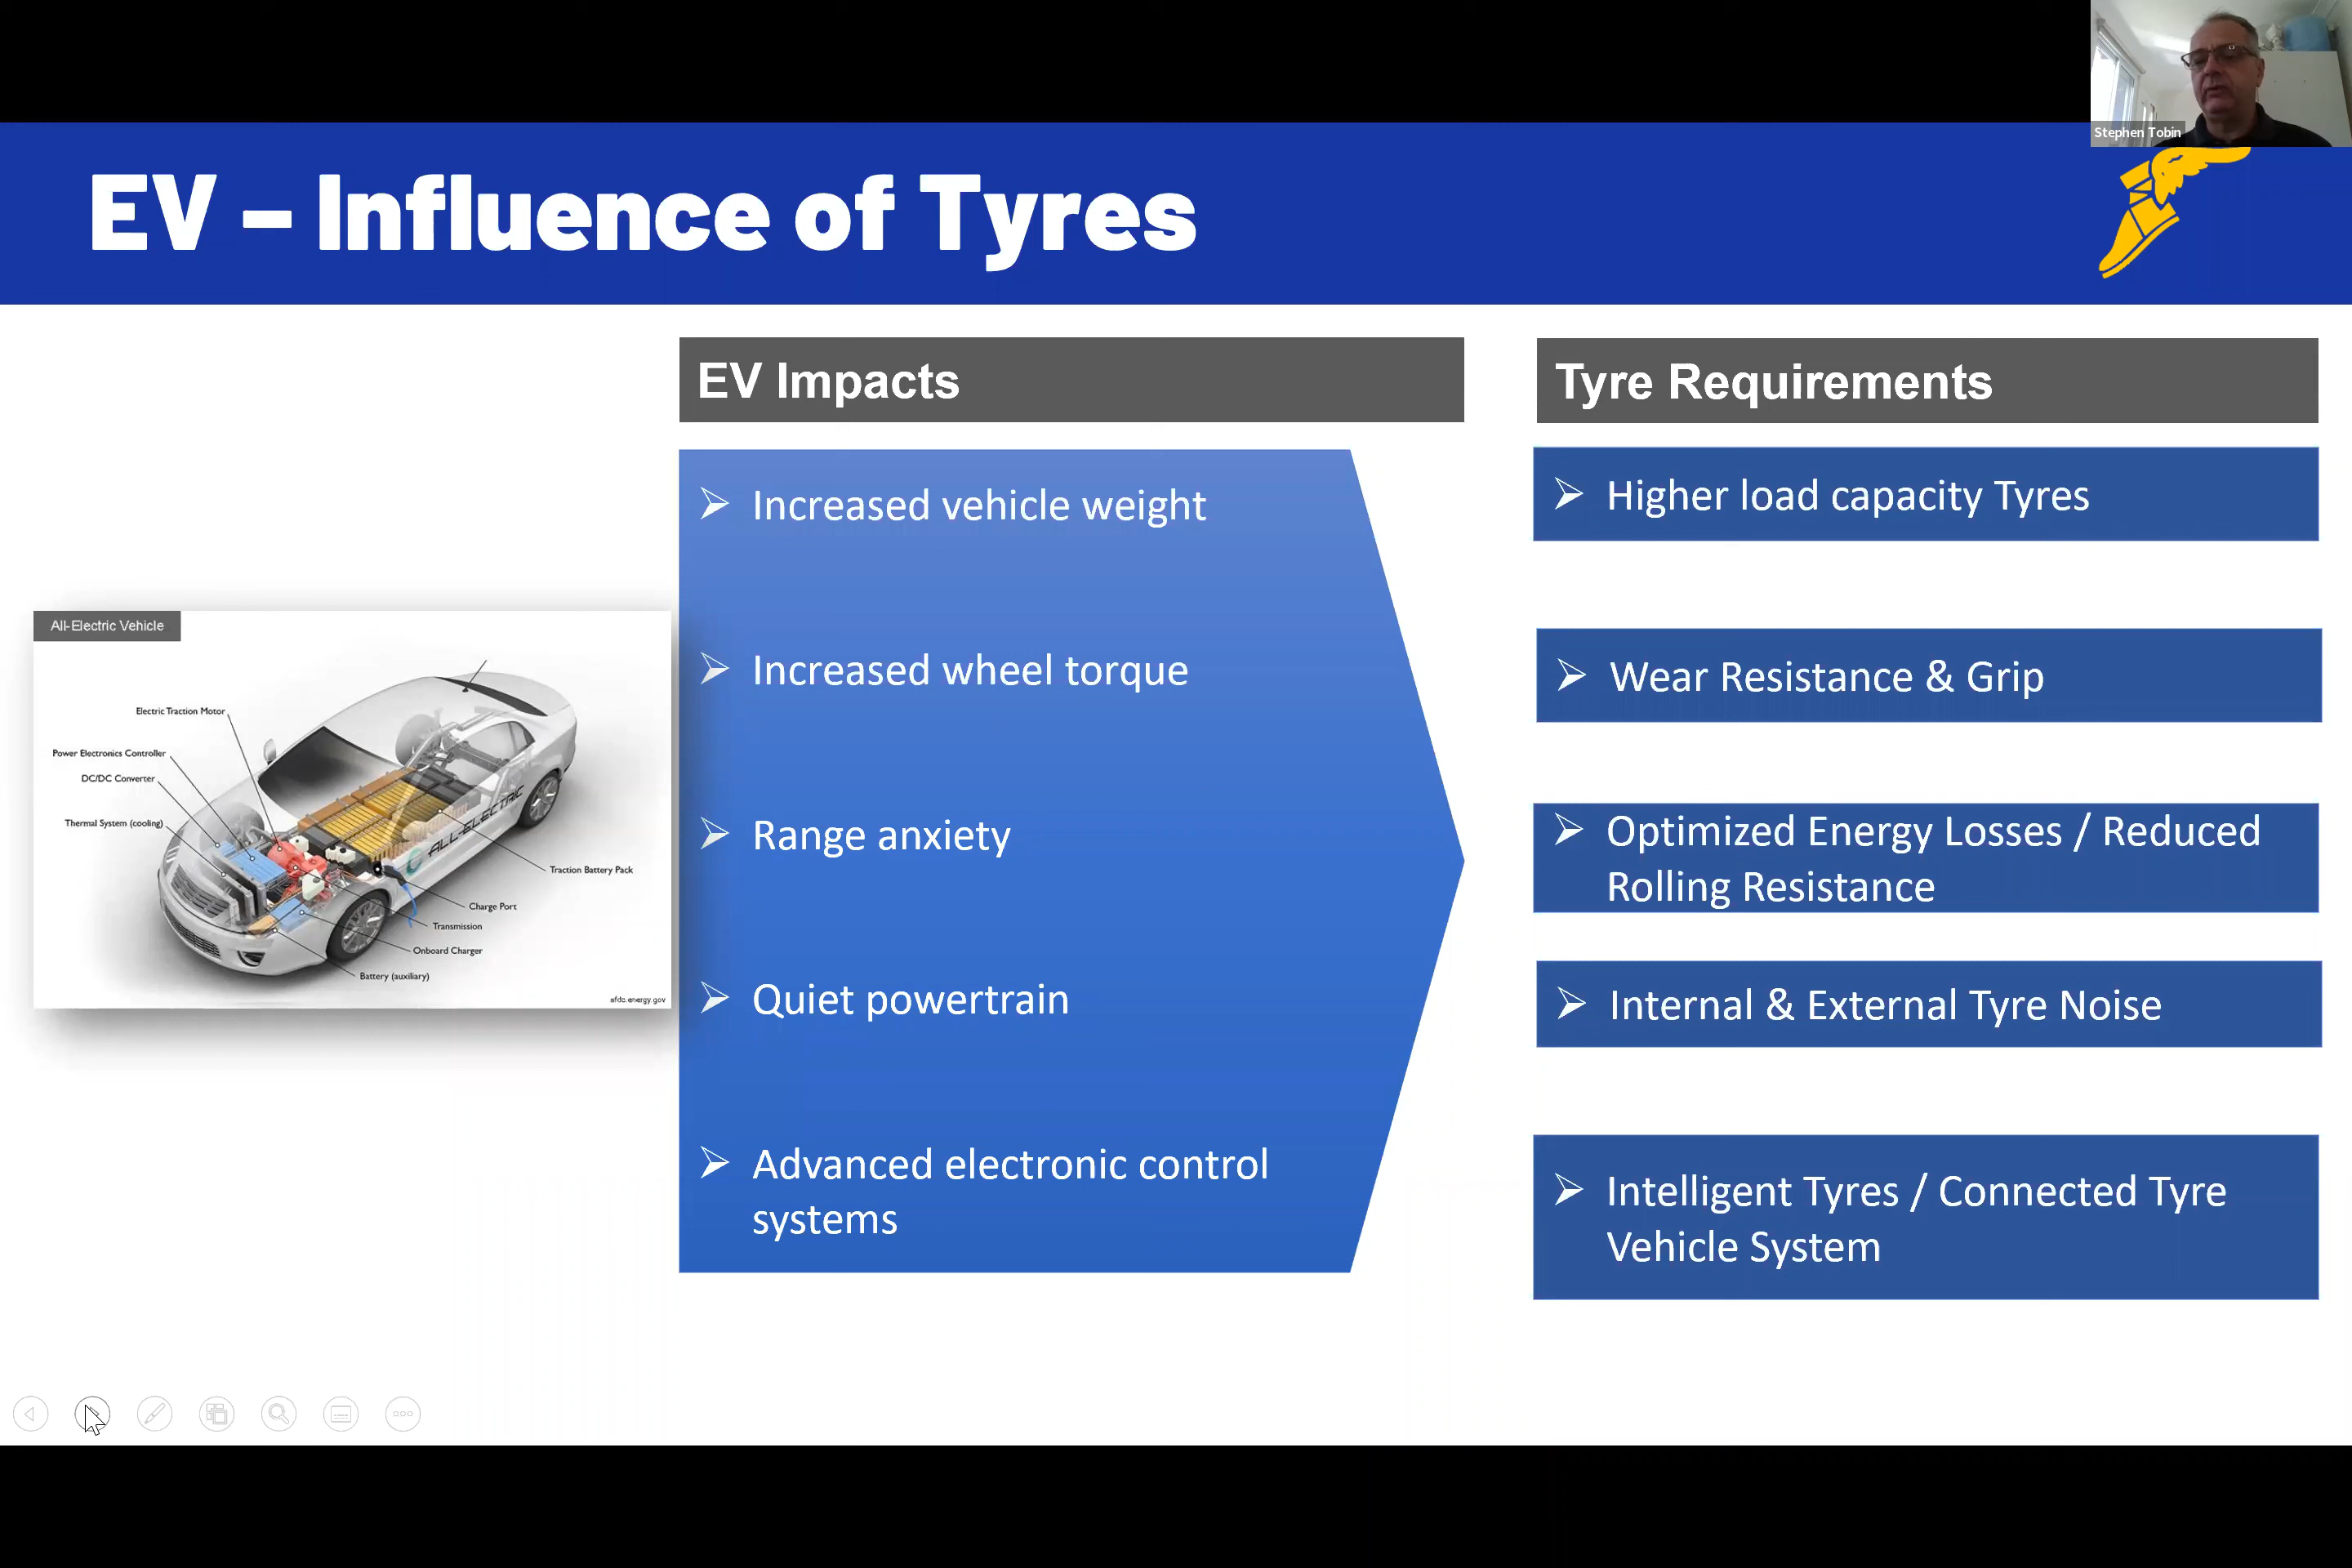 Stephen Tobin
EV – Influence of Tyres
EV Impacts
Increased vehicle weight
Increased wheel torque
Range anxiety
Quiet powertrain
Advanced electronic control
systems
Tyre Requirements
Higher load capacity Tyres
Wear Resistance & Grip
Optimized Energy Losses / Reduced
Rolling Resistance
Internal & External Tyre Noise
Intelligent Tyres / Connected Tyre
Vehicle System
All-Electric Vehicle
Electric Traction Motor
Power Electronics Controller
DC/DC Converter
Thermal System (cooling)
ALL-ELECTRIC
Traction Battery Pack
Charge Port
Transmission
Onboard Charger
Battery (auxiliary)
afdc.energy.gov